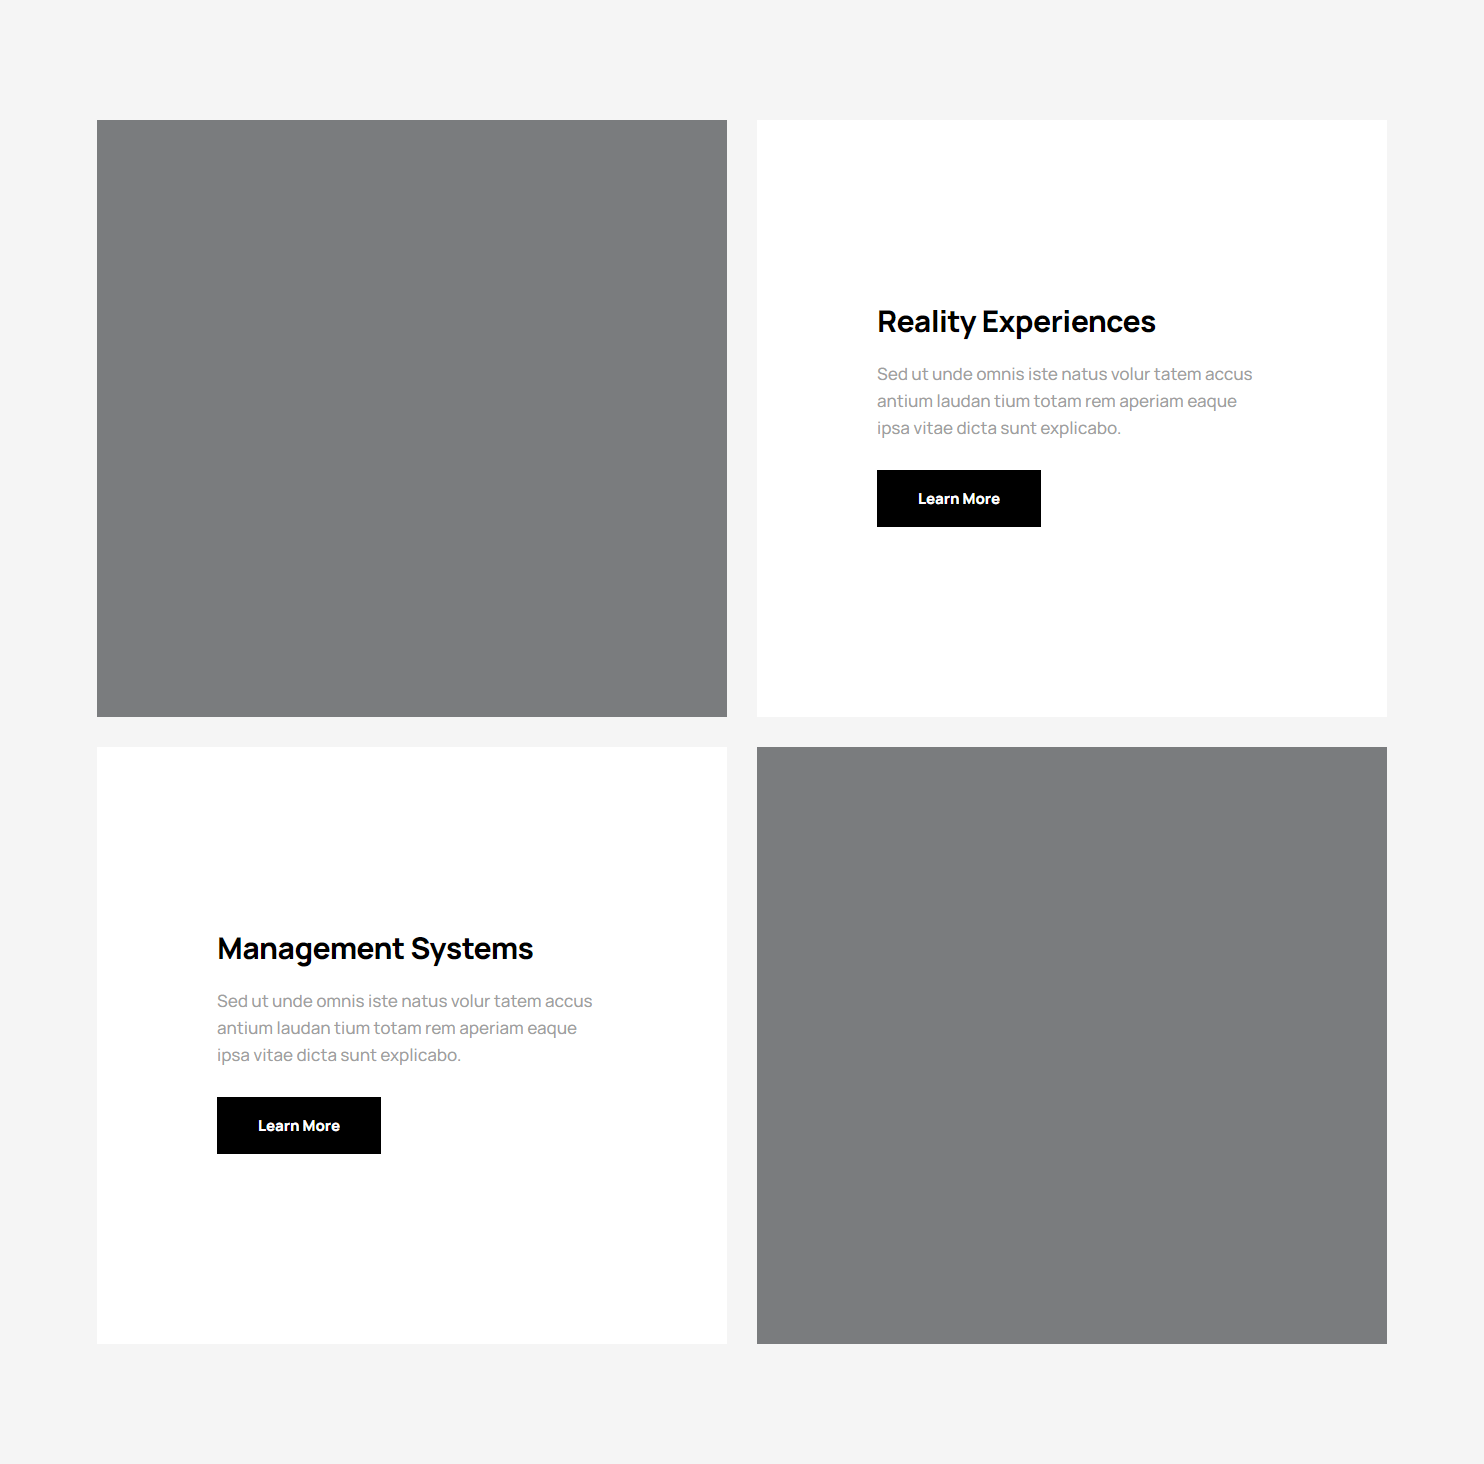 Reality Experiences
Sed ut unde omnis iste natus volur tatem accus
antium laudan tium totam rem aperiam eaque
ipsa vitae dicta sunt explicabo.
Learn More
Management Systems
Sed ut unde omnis iste natus volur tatem accus
antium laudan tium totam rem aperiam eaque
ipsa vitae dicta sunt explicabo.
Learn More